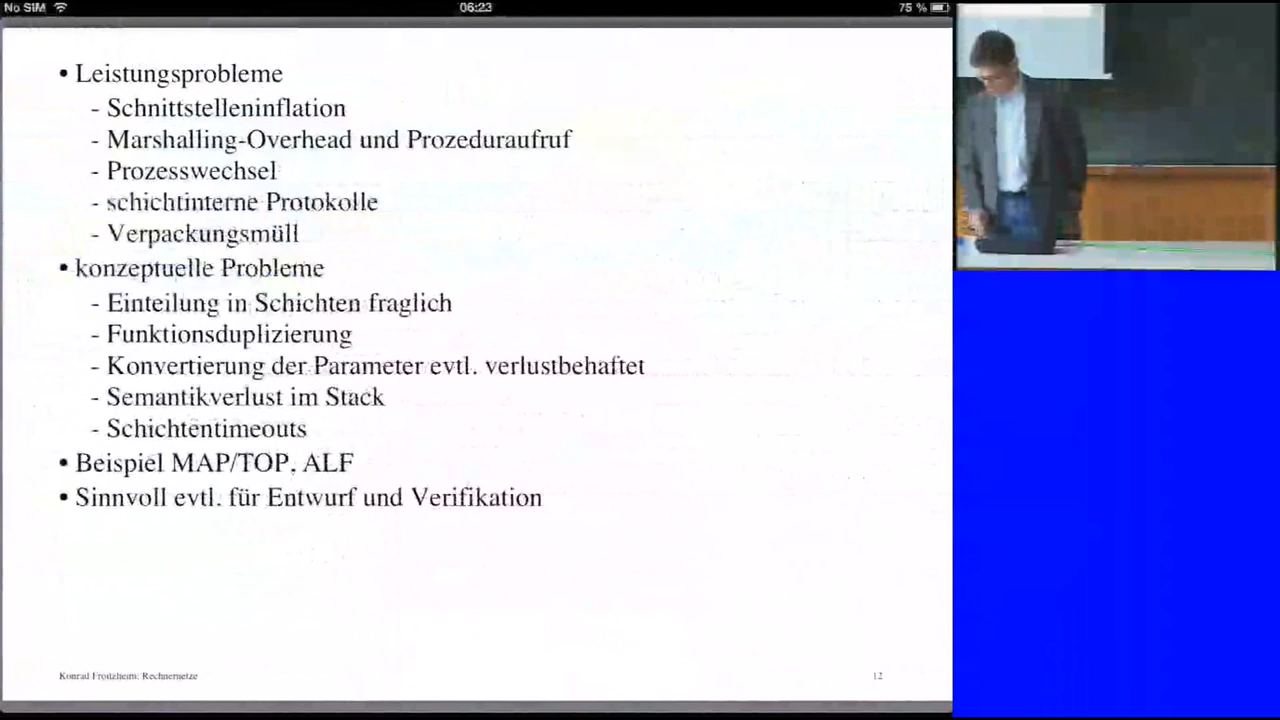 No SIM 06:23 75 %
• Leistungsprobleme
- Schnittstelleninflation
- Marshalling-Overhead und Prozeduraufruf
- Prozesswechsel
- schichtinterne Protokolle
- Verpackungsmüll
• konzeptuelle Probleme
- Einteilung in Schichten fraglich
- Funktionsduplizierung
- Konvertierung der Parameter evtl. verlustbehaftet
- Semantikverlust im Stack
- Schichtentimeouts
• Beispiel MAP/TOP, ALF
• Sinnvoll evtl. für Entwurf und Verifikation
Konrad Froitzheim: Rechnernetze 12